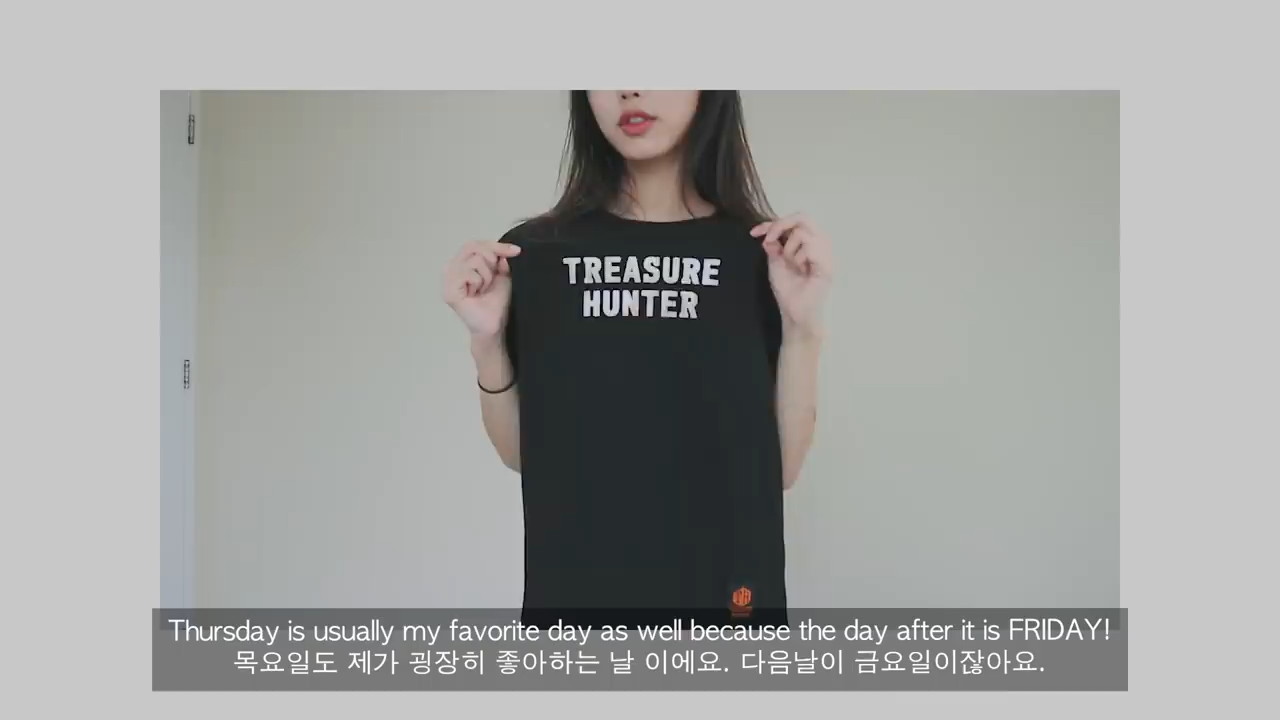 TREASURE
HUNTER
Thursday is usually my favorite day as well because the day after it is FRIDAY!
목요일도 제가 굉장히 좋아하는 날 이에요. 다음날이 금요일이잖아요.